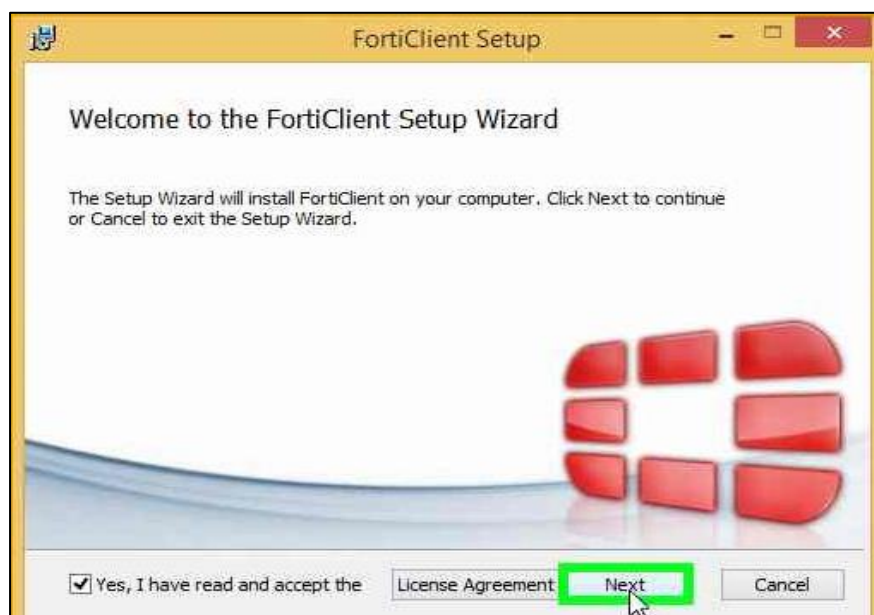 FortiClient Setup
Welcome to the FortiClient Setup Wizard
The Setup Wizard will install FortiClient on your computer. Click Next to continue
or Cancel to exit the Setup Wizard.
Yes, I have read and accept the License Agreement Next Cancel